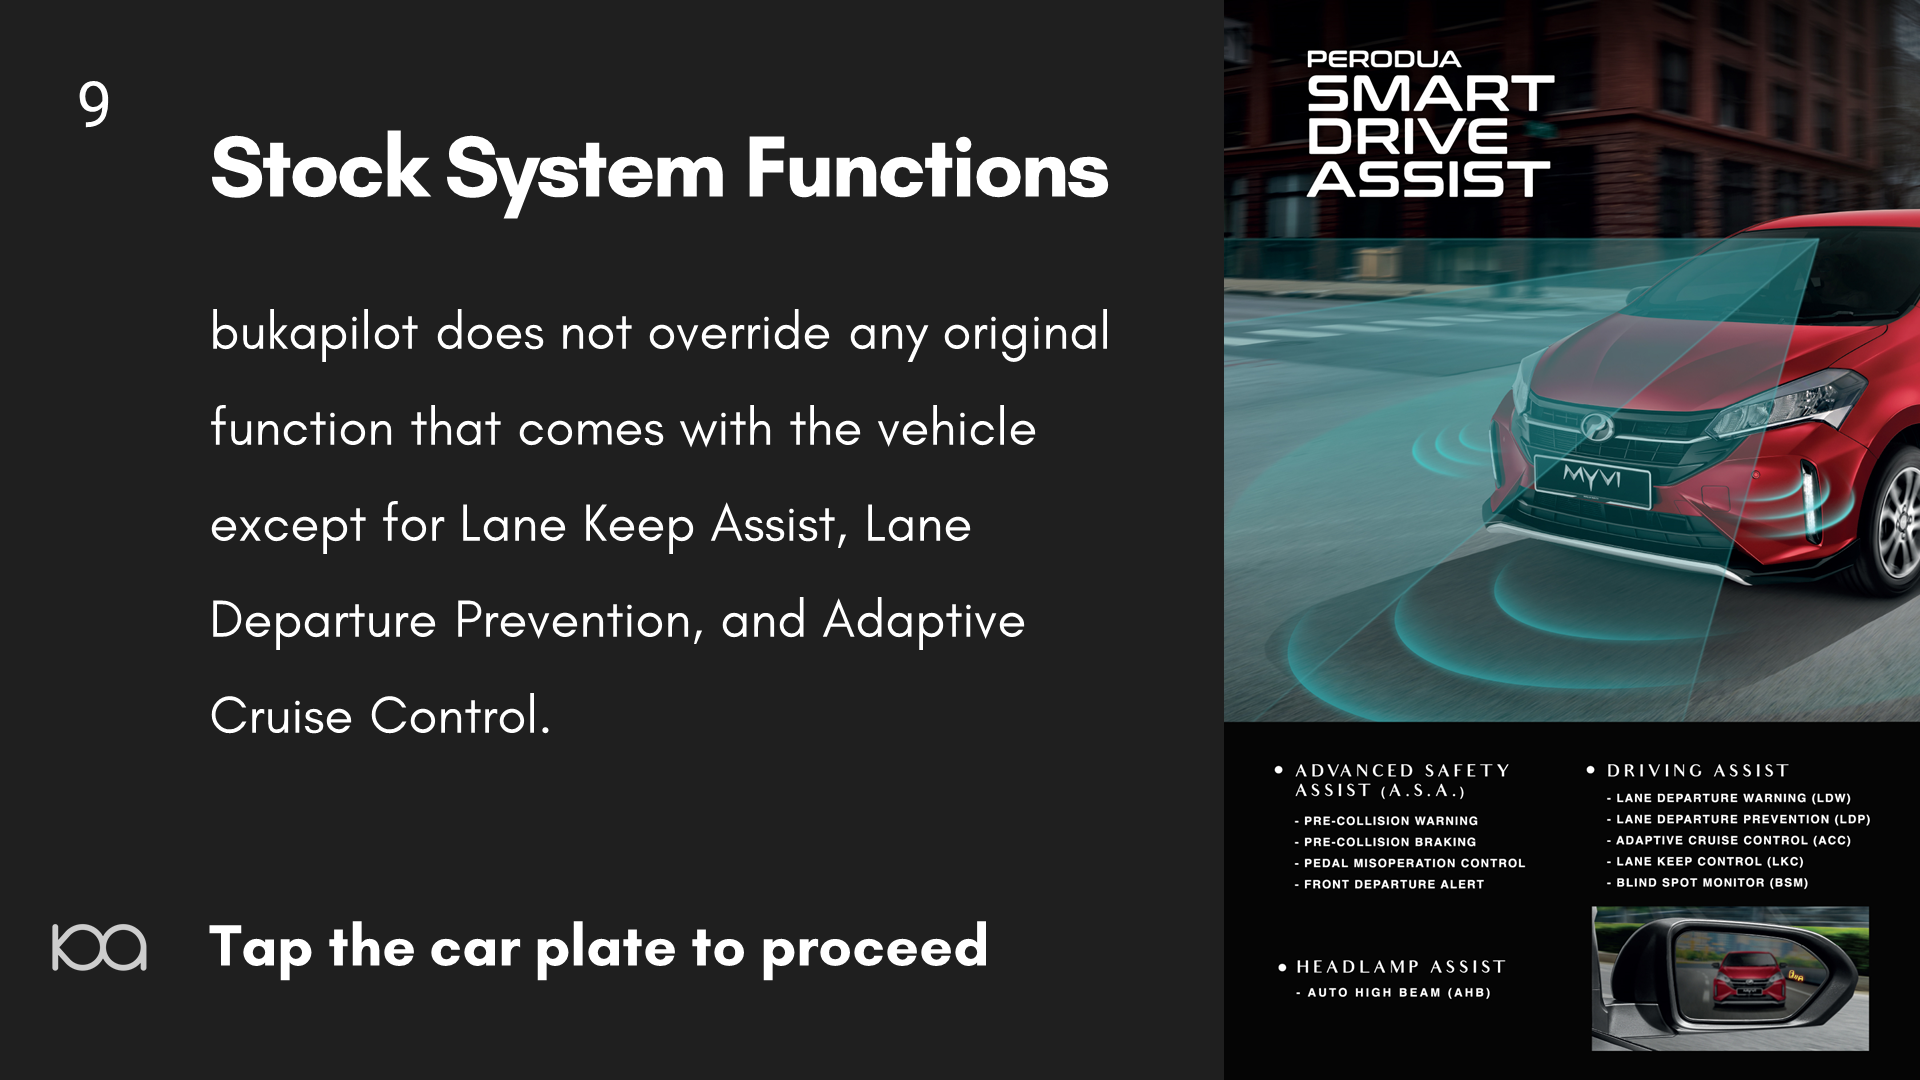 9
Stock System Functions
bukapilot does not override any original
function that comes with the vehicle
except for Lane Keep Assist, Lane
Departure Prevention, and Adaptive
Cruise Control.
ka
Tap the car plate to proceed
PERODUA
SMART
DRIVE
ASSIST
MYVI
• ADVANCED SAFETY
ASSIST (A.S.A.)
- PRE-COLLISION WARNING
- PRE-COLLISION BRAKING
- PEDAL MISOPERATION CONTROL
- FRONT DEPARTURE ALERT
• HEADLAMP ASSIST
- AUTO HIGH BEAM (AHB)
• DRIVING ASSIST
- LANE DEPARTURE WARNING (LDW)
- LANE DEPARTURE PREVENTION (LDP)
- ADAPTIVE CRUISE CONTROL (ACC)
- LANE KEEP CONTROL (LKC)
- BLIND SPOT MONITOR (BSM)